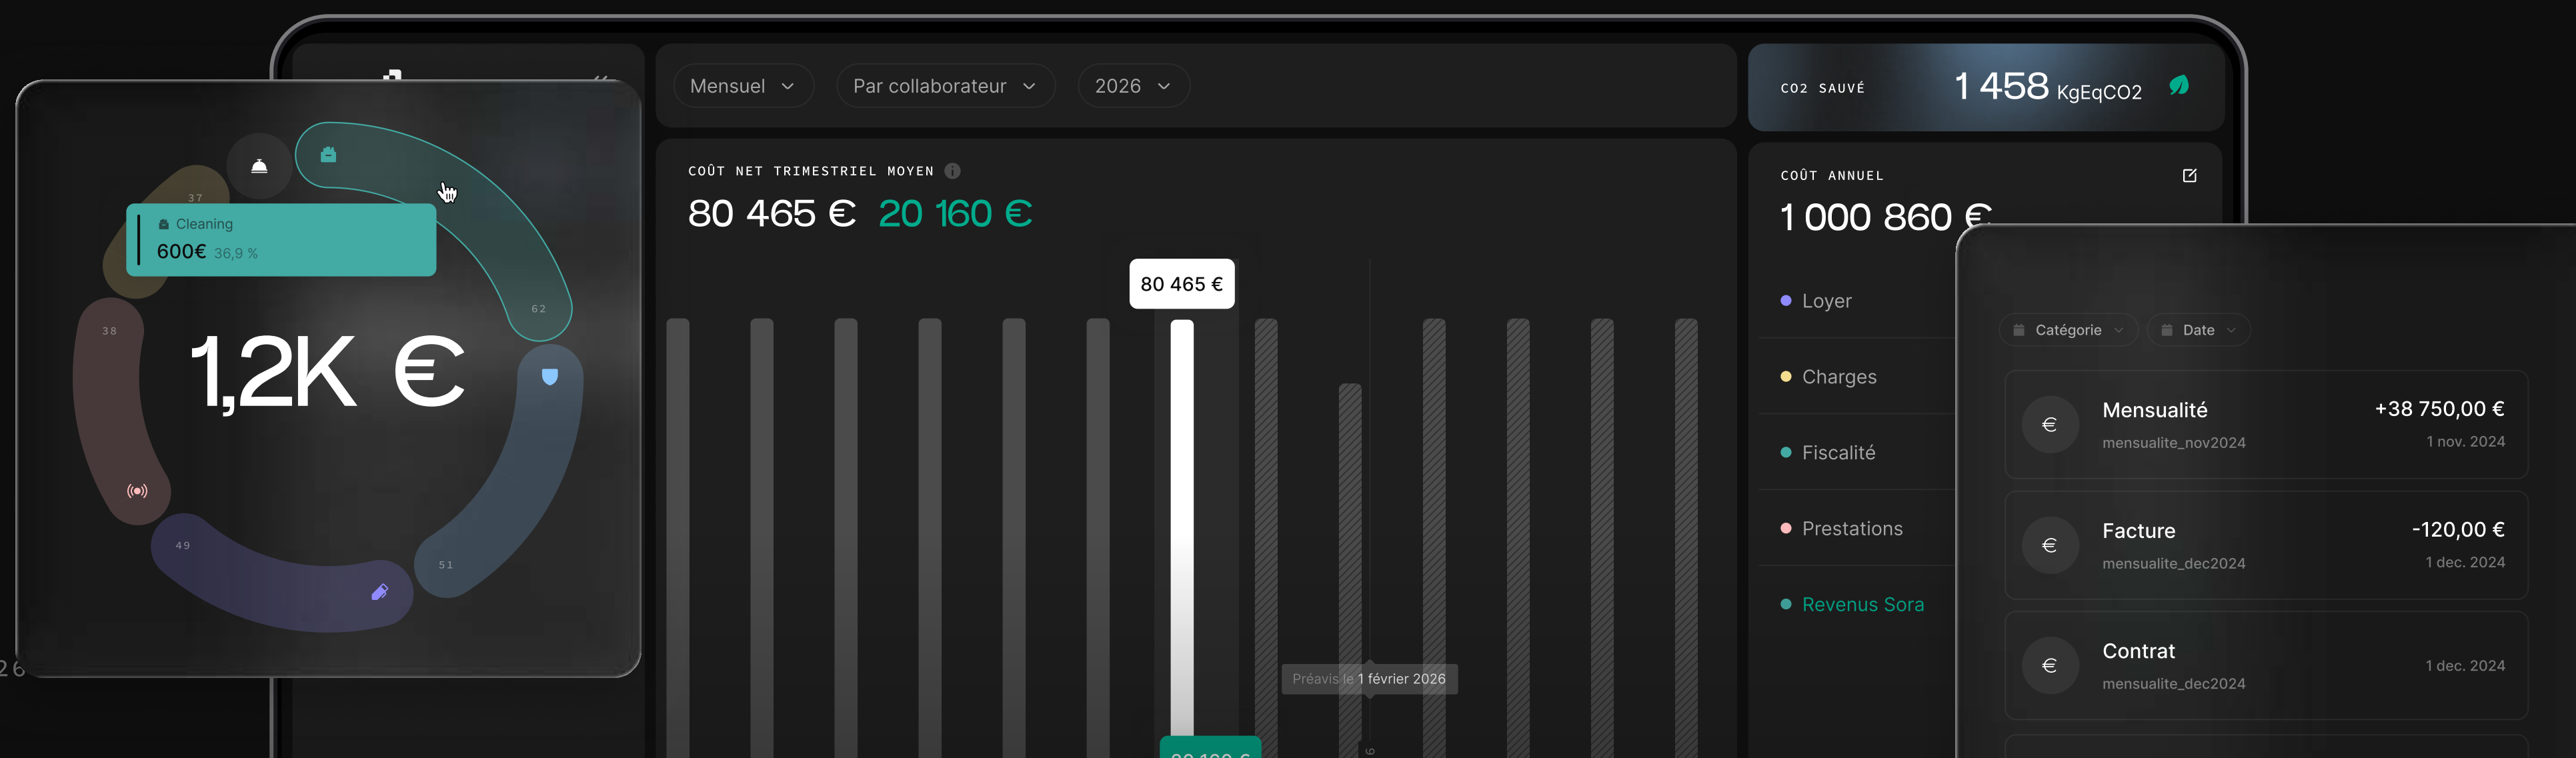 37
Cleaning
600€ 36,9 %
62
38
1,2K €
49
51
26
Mensuel
Par collaborateur
2026
COÛT NET TRIMESTRIEL MOYEN
80 465 € 20 160 €
80 465 €
Préavis le 1 février 2026
CO2 SAUVÉ
1 458 KgEqCO2
COÛT ANNUEL
1 000 860 €
Loyer
Charges
Fiscalité
Prestations
Revenus Sora
Catégorie
Date
Mensualité
+38 750,00 €
mensualite_nov2024
1 nov. 2024
Facture
-120,00 €
mensualite_dec2024
1 dec. 2024
Contrat
1 dec. 2024
mensualite_dec2024